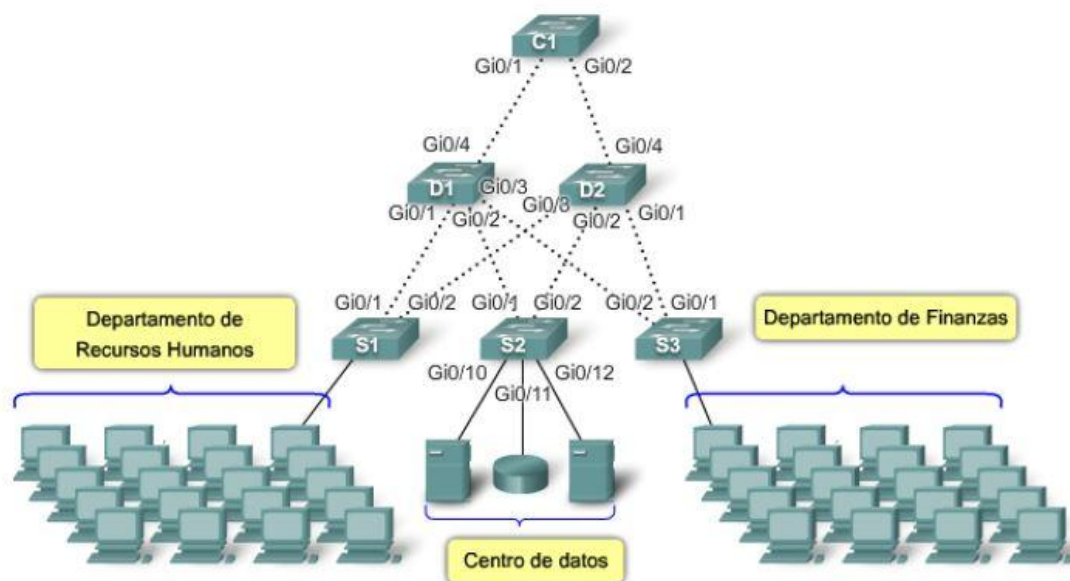 C1
Gi0/1
Gi0/2
Gi0/4
Gi0/4
D1
Gi0/3
D2
Gi0/1
Gi0/2
Gi0/3
Gi0/2
Gi0/1
Gi0/1
Gi0/2
Gi0/1
Gi0/2
Gi0/2
Gi0/1
Departamento de
Recursos Humanos
S1
S2
S3
Departamento de Finanzas
Gi0/10
Gi0/11
Gi0/12
Centro de datos